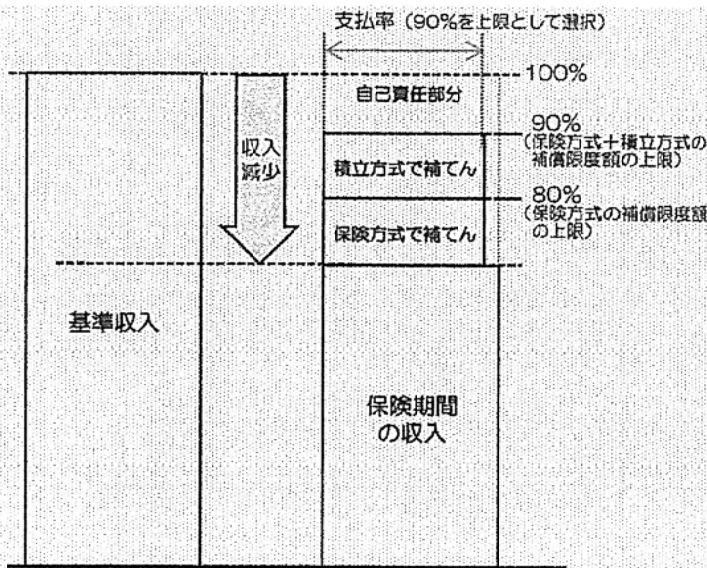 支払率（90%を上限として選択）
100%
自己責任部分
90%
（保険方式＋積立方式の
補償限度額の上限）
収入
減少
積立方式で補てん
80%
（保険方式の補償限度額
の上限）
保険方式で補てん
基準収入
保険期間
の収入